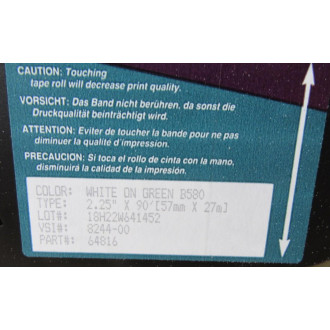 CAUTION: Touching
tape roll will decrease print quality.
VORSICHT: Das Band nicht berühren, da sonst die
Druckqualität beinträchtigt wird.
ATTENTION: Eviter de toucher la bande pour ne pas
diminuer la qualité d'impression.
PRECAUCION: Si toca el rollo de cinta con la mano,
disminuirá la calidad de la impresión.
COLOR: WHITE ON GREEN B580
TYPE: 2.25" X 90'[57mm X 27m]
LOT#: 18H22W641452
VSI#: 8244-00
PART#: 64816